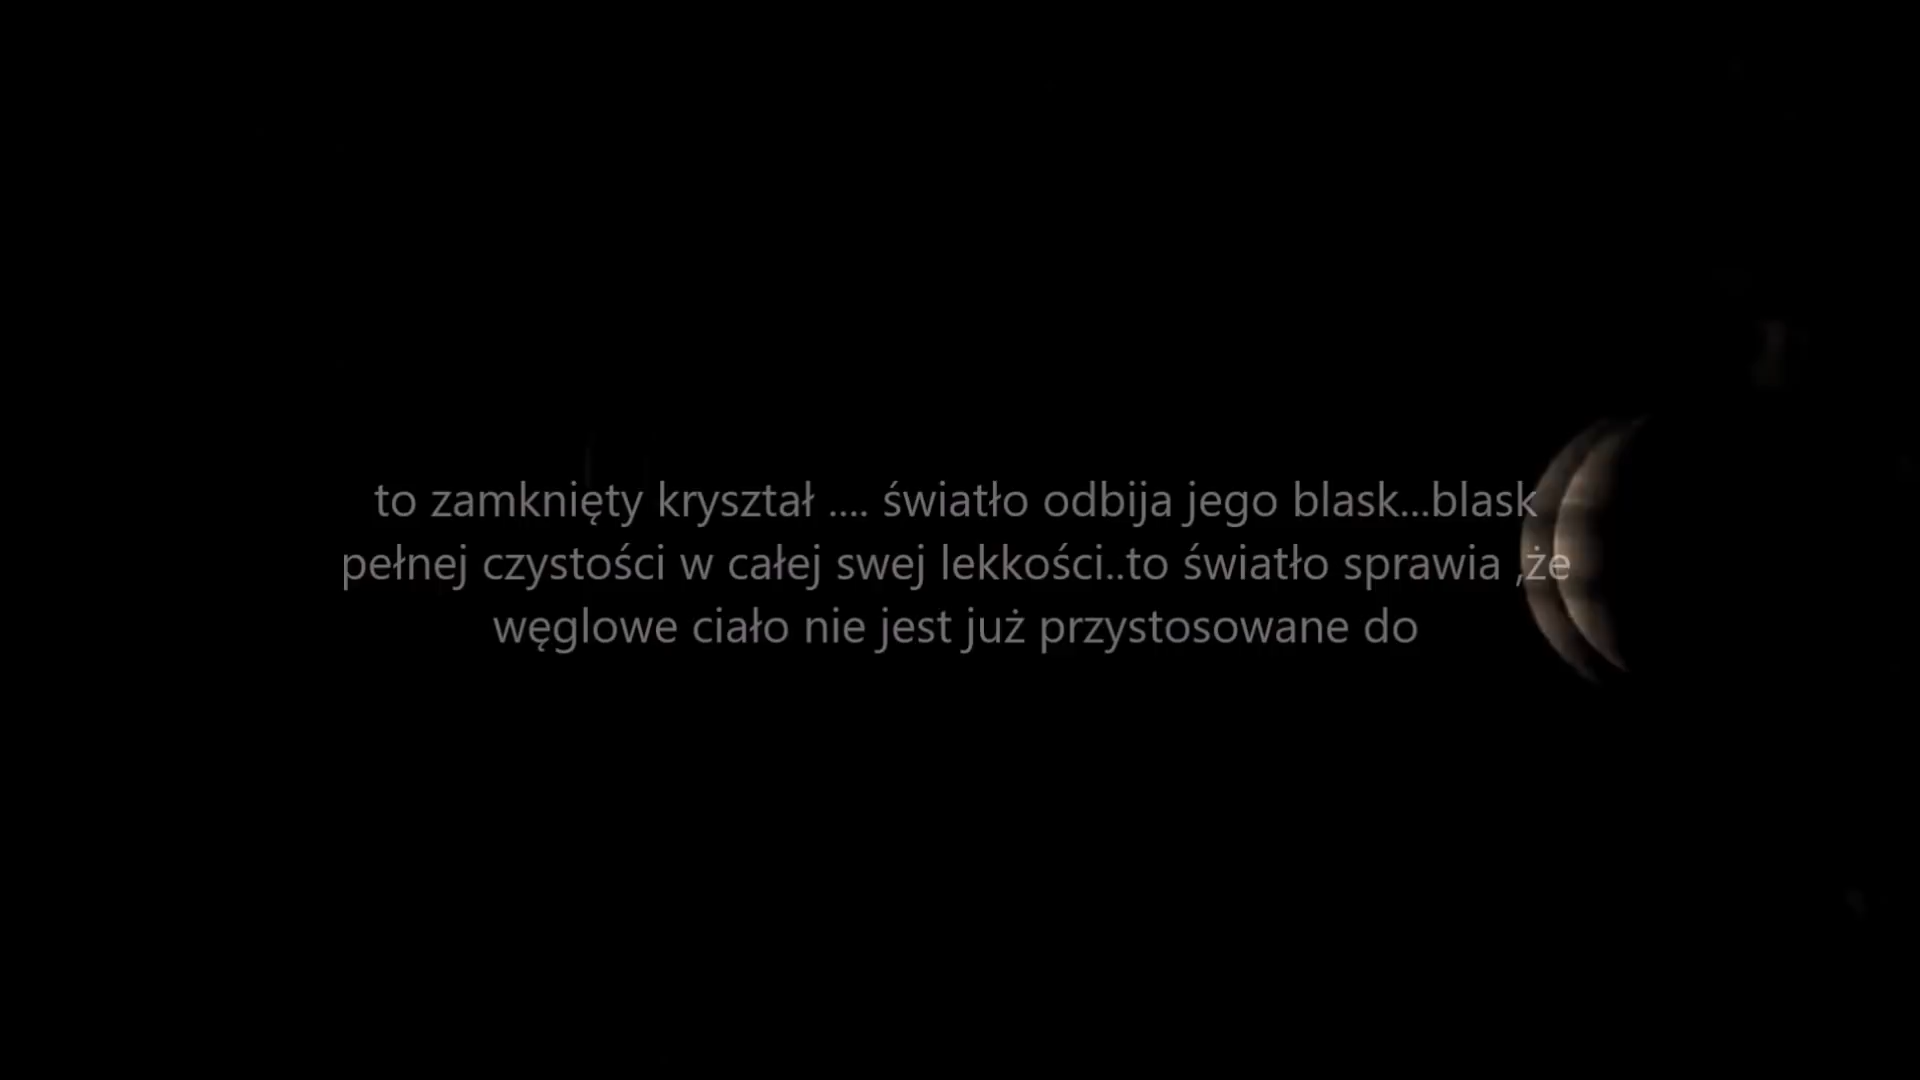 to zamknięty kryształ .... światło odbija jego blask...blask
pełnej czystości w całej swej lekkości..to światło sprawia ,że
węglowe ciało nie jest już przystosowane do